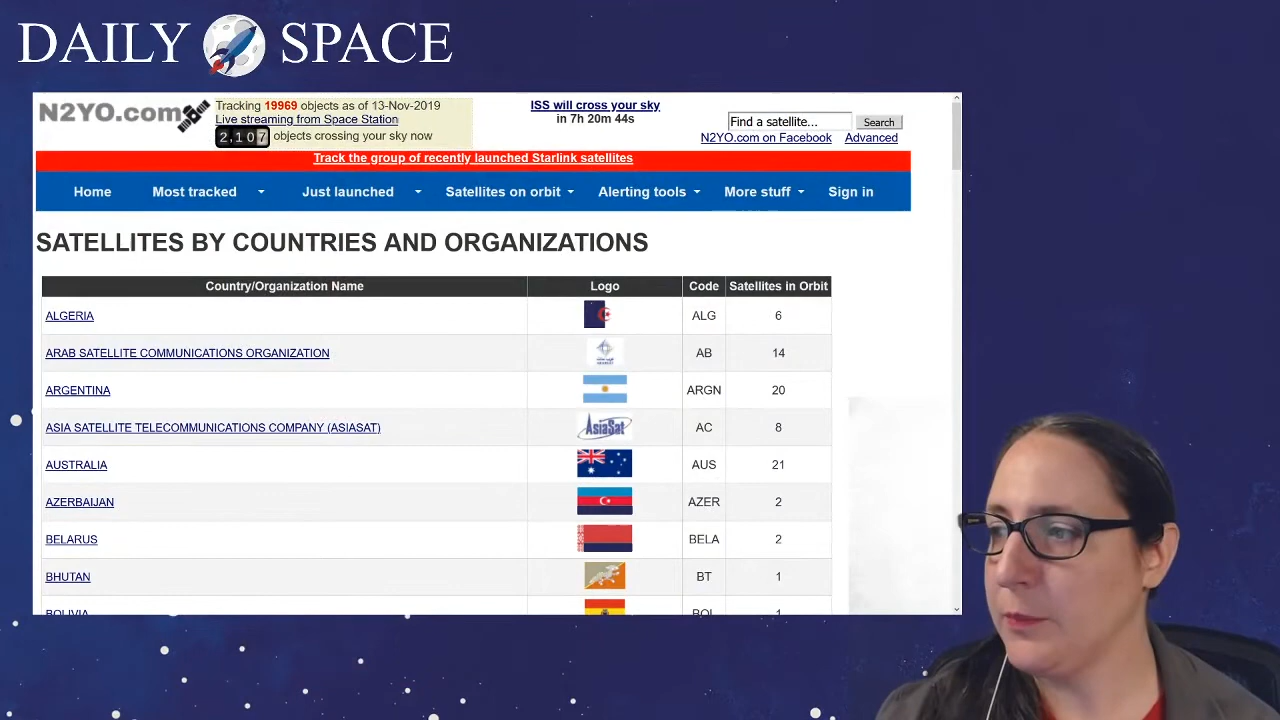 DAILY SPACE
N2YO.com
Tracking 19969 objects as of 13-Nov-2019
Live streaming from Space Station
2,107 objects crossing your sky now
ISS will cross your sky
in 7h 20m 44s
Find a satellite... Search
N2YO.com on Facebook Advanced
Track the group of recently launched Starlink satellites
Home Most tracked Just launched Satellites on orbit Alerting tools More stuff Sign in
SATELLITES BY COUNTRIES AND ORGANIZATIONS
Country/Organization Name Logo Code Satellites in Orbit
ALGERIA ALG 6
ARAB SATELLITE COMMUNICATIONS ORGANIZATION AB 14
ARGENTINA ARGN 20
ASIA SATELLITE TELECOMMUNICATIONS COMPANY (ASIASAT) AsiaSat AC 8
AUSTRALIA AUS 21
AZERBAIJAN AZER 2
BELARUS BELA 2
BHUTAN BT 1
BOLIVIA BOL 1